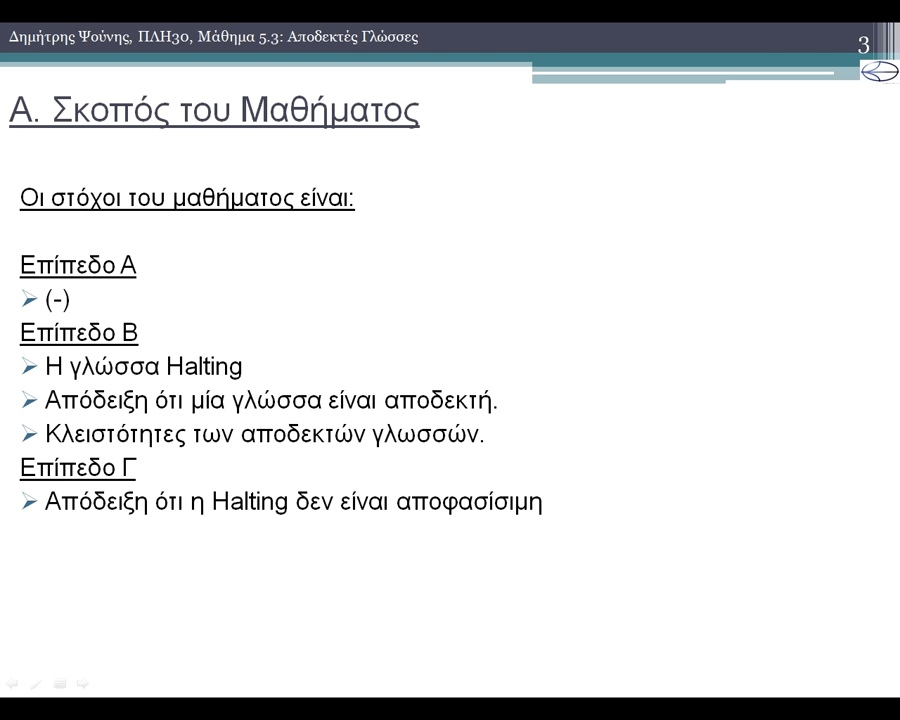 Δημήτρης Ψούνης, ΠΛΗ30, Μάθημα 5.3: Αποδεκτές Γλώσσες
3
Α. Σκοπός του Μαθήματος
Οι στόχοι του μαθήματος είναι:
Επίπεδο Α
(-)
Επίπεδο Β
Η γλώσσα Halting
Απόδειξη ότι μία γλώσσα είναι αποδεκτή.
Κλειστότητες των αποδεκτών γλωσσών.
Επίπεδο Γ
Απόδειξη ότι η Halting δεν είναι αποφασίσιμη